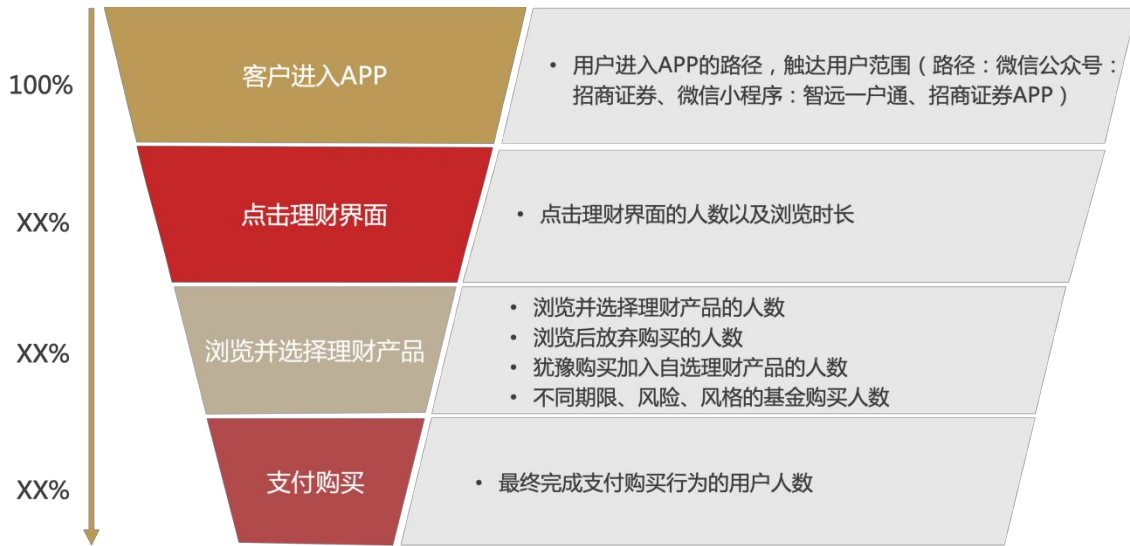 100%
客户进入APP
• 用户进入APP的路径，触达用户范围（路径：微信公众号：
招商证券、微信小程序：智远一户通、招商证券APP）
XX%
点击理财界面
• 点击理财界面的人数以及浏览时长
XX%
浏览并选择理财产品
• 浏览并选择理财产品的人数
• 浏览后放弃购买的人数
• 犹豫购买加入自选理财产品的人数
• 不同期限、风险、风格的基金购买人数
XX%
支付购买
• 最终完成支付购买行为的用户人数